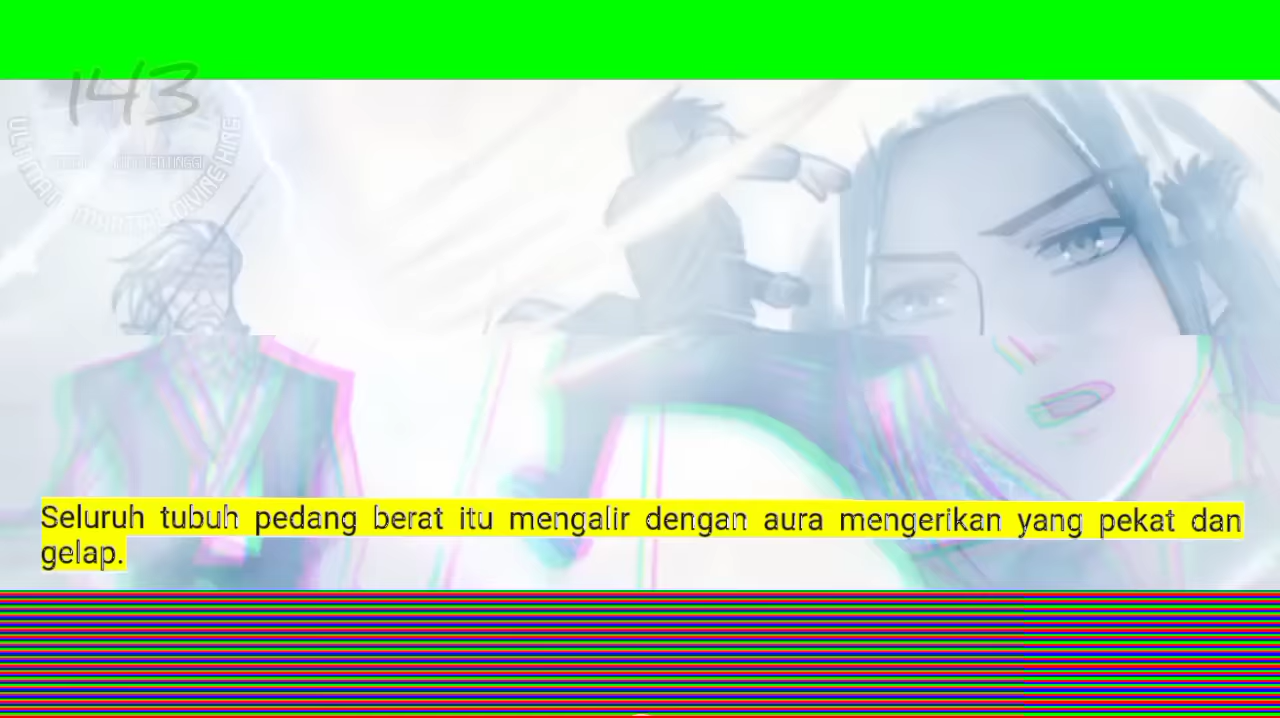 143
Seluruh tubuh pedang berat itu mengalir dengan aura mengerikan yang pekat dan
gelap.